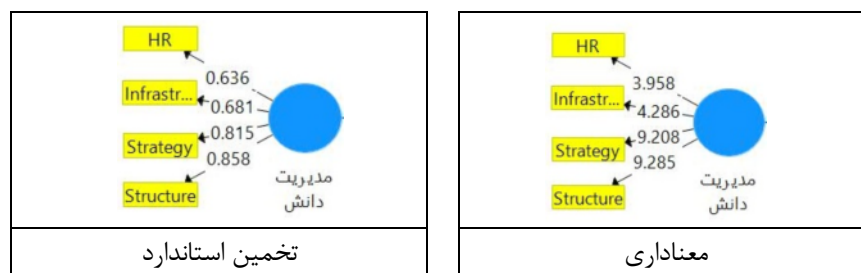 HR
0.636
Infrastr...
0.681
0.815
Strategy
0.858
Structure
مدیریت
دانش
تخمین استاندارد
HR
3.958
Infrastr...
4.286
9.208
Strategy
9.285
Structure
مدیریت
دانش
معناداری